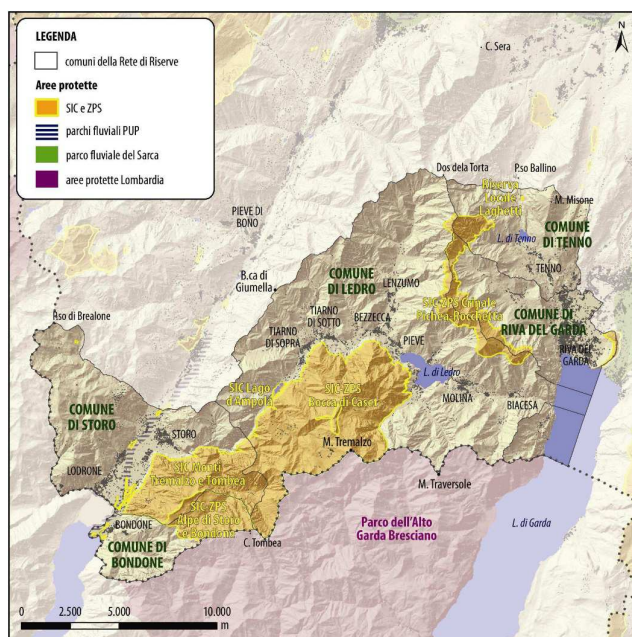 LEGENDA
comuni della Rete di Riserve
Aree protette
SIC e ZPS
parchi fluviali PUP
parco fluviale del Sarca
aree protette Lombardia
N
C. Sera
Dos dela Torta
P.so Ballino
Riserva
Locale
Laghetti
M. Misone
PIEVE DI
BONO
COMUNE
DI TENNO
L. di Tenno
TENNO
B.ca di
Giumella
COMUNE
DI LEDRO
LENZUMO
SIC-ZPS Crinale
Pichea, Rocchetta
COMUNE DI
RIVA DEL GARDA
P.so di Brealone
TIARNO
DI SOTTO
BEZZECCA
TIARNO
DI SOPRA
PIEVE
RIVA DEL
GARDA
L. di Ledro
SIC Lago
d'Ampola
SIC-ZPS
Bocca di Caset
MOLINA
BIACESA
COMUNE
DI STORO
STORO
M. Tremalzo
LODRONE
SIC Monti
Tremalzo e Tombea
M. Traversole
SIC-ZPS
Alpe di Storo
e Bondone
Parco dell'Alto
Garda Bresciano
L. di Garda
BONDONE
COMUNE DI
BONDONE
C. Tombea
0 2.500 5.000 10.000
m